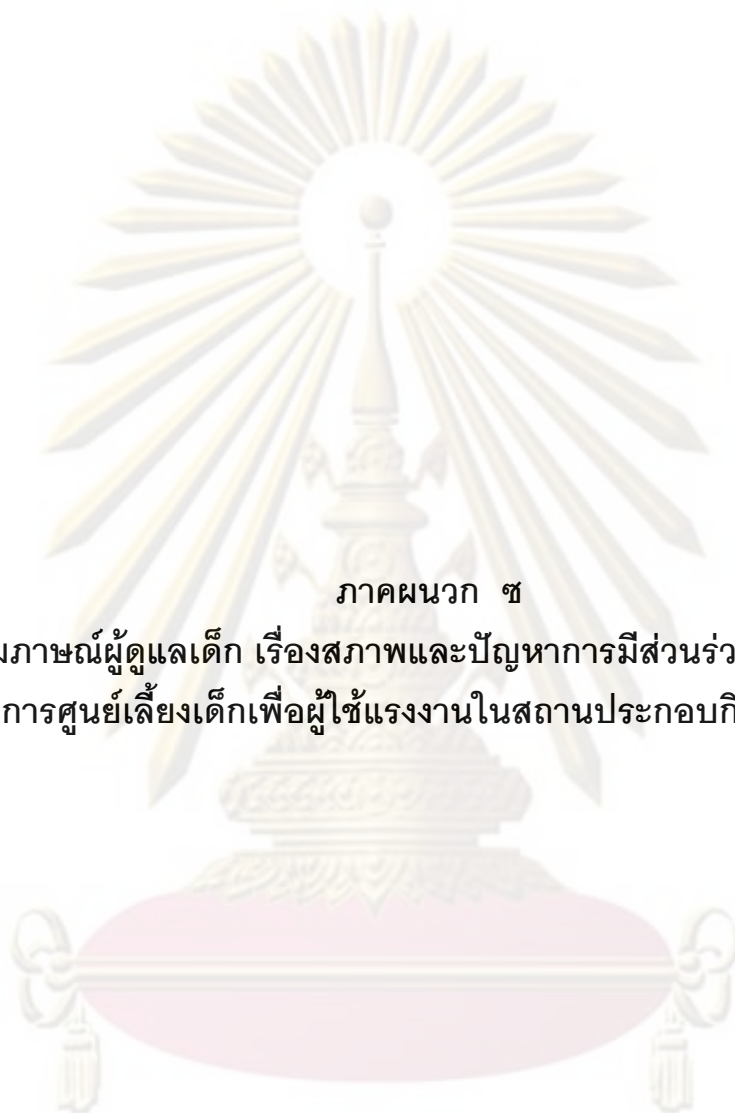 ภาคผนวก ซ
มภาษณ์ผู้ดูแลเด็ก เรื่องสภาพและปัญหาการมีส่วนร่ว
การศูนย์เลี้ยงเด็กเพื่อผู้ใช้แรงงานในสถานประกอบกิ